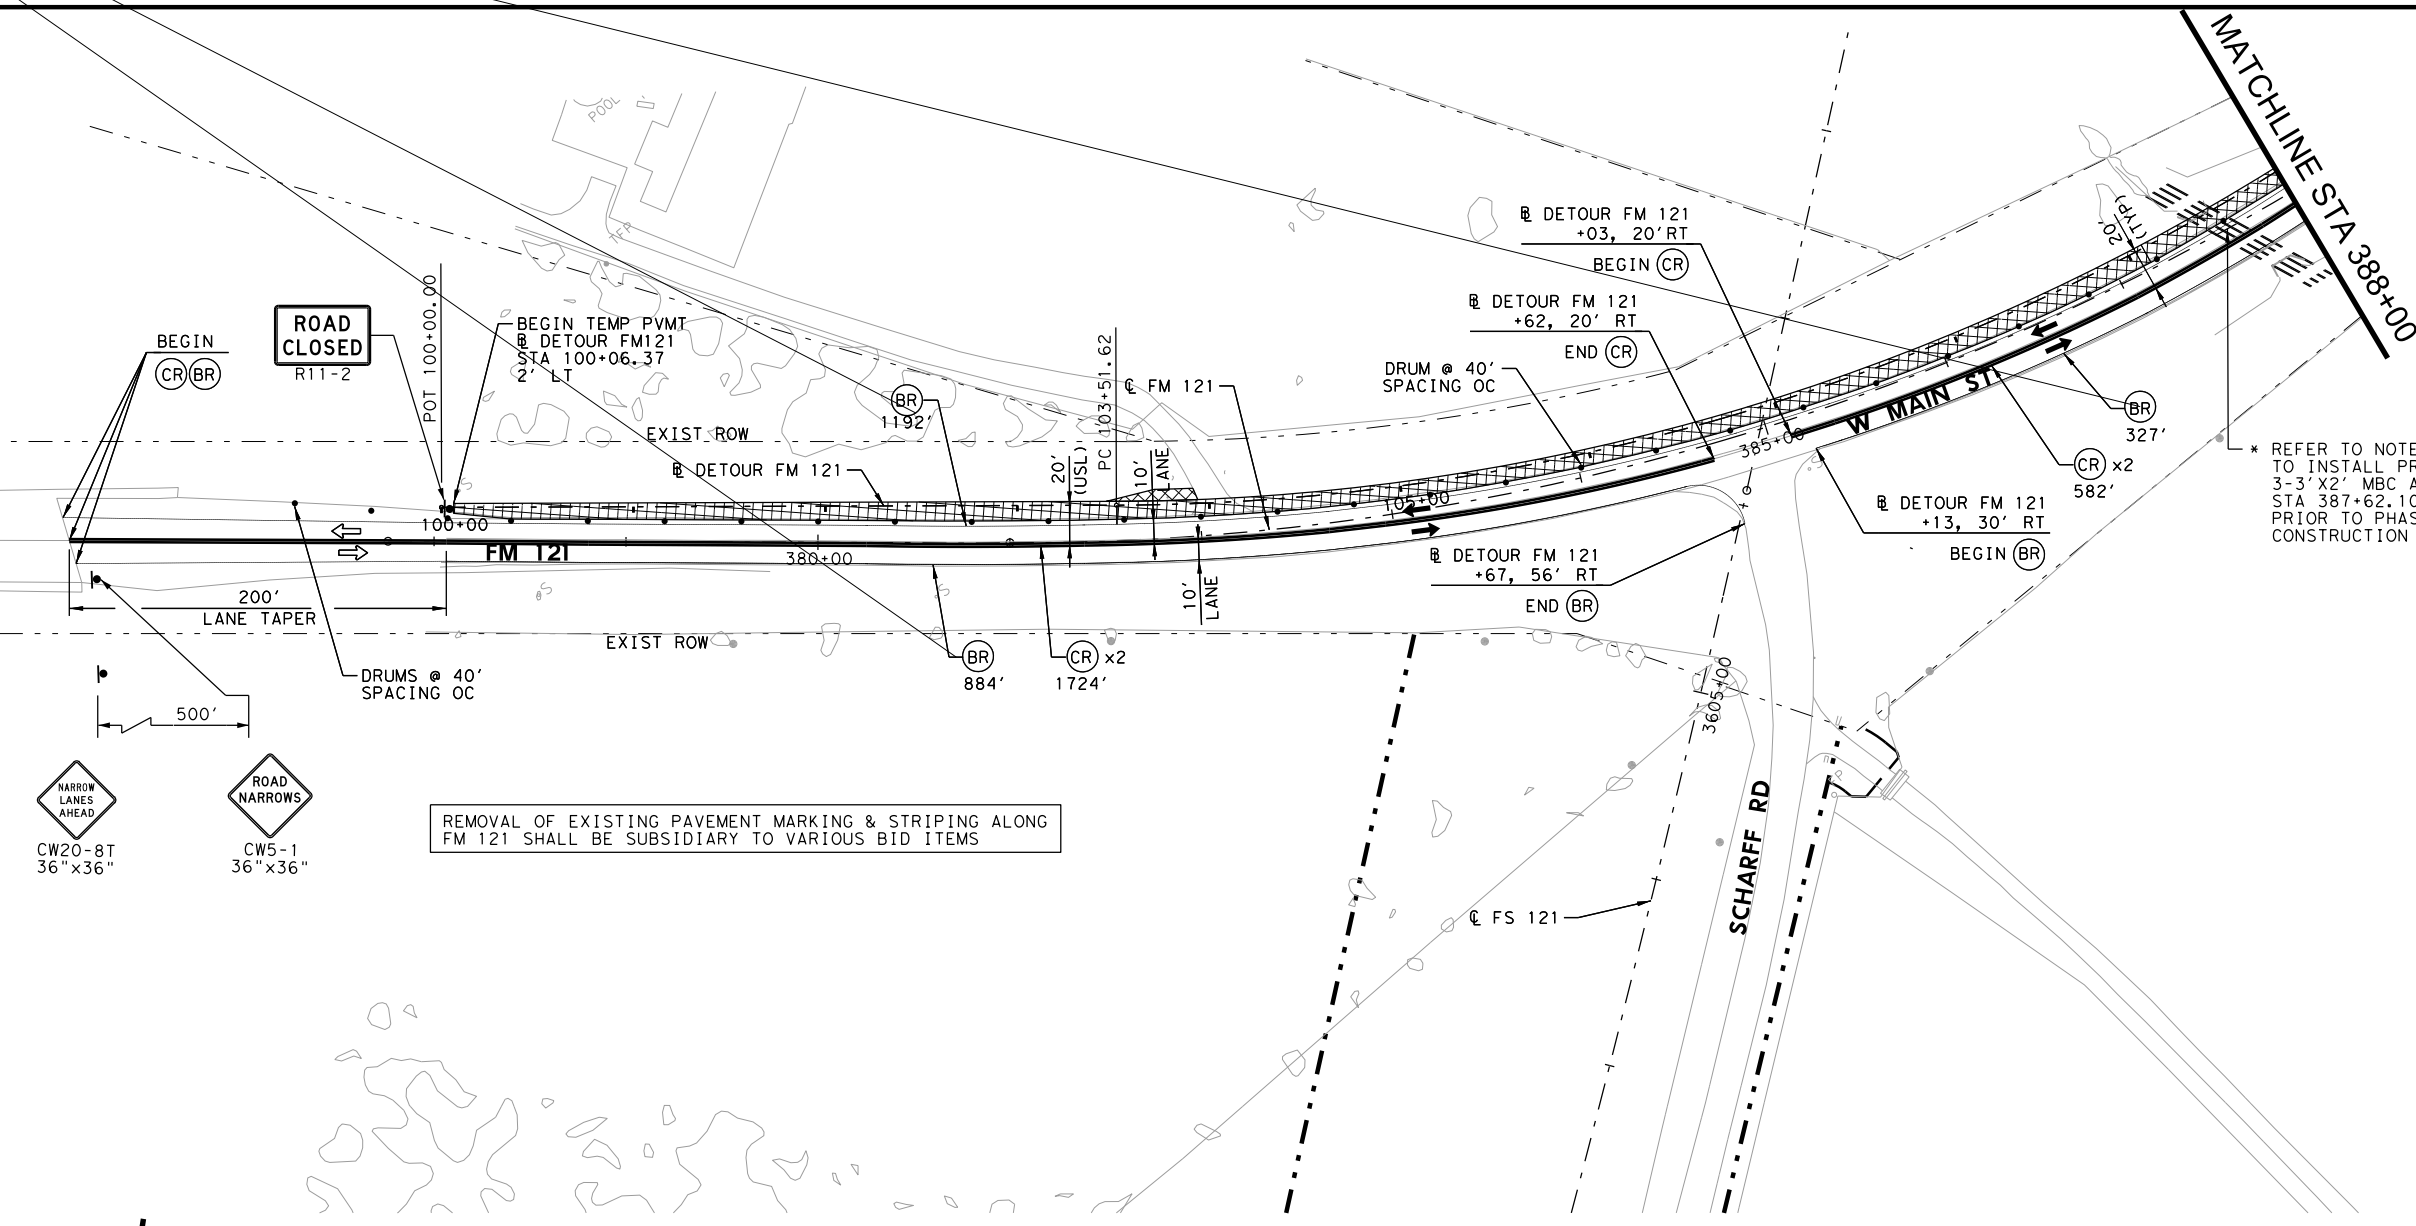 MATCHLINE STA 388+00
POOL
TFP
℄ DETOUR FM 121
+03, 20'RT
BEGIN CR
℄ DETOUR FM 121
+62, 20' RT
END CR
20'
(TYP)
BEGIN
CR BR
ROAD
CLOSED
R11-2
POT 100+00.00
BEGIN TEMP PVMT
℄ DETOUR FM121
STA 100+06.37
2' LT
BR
1192'
PC 103+51.62
℄ FM 121
DRUM @ 40'
SPACING OC
W MAIN ST
385+00
BR
327'
CR x2
582'
EXIST ROW
℄ DETOUR FM 121
20'
(USL)
10'
LANE
105+00
* REFER TO NOTE
TO INSTALL PR
3-3'X2' MBC A
STA 387+62.10
PRIOR TO PHAS
CONSTRUCTION
℄ DETOUR FM 121
+13, 30' RT
BEGIN BR
S
100+00
FM 121
380+00
℄ DETOUR FM 121
+67, 56' RT
END BR
200'
LANE TAPER
S
S
S
10'
LANE
EXIST ROW
DRUMS @ 40'
SPACING OC
BR
884'
CR x2
1724'
500'
3605+00
NARROW
LANES
AHEAD
CW20-8T
36"x36"
ROAD
NARROWS
CW5-1
36"x36"
REMOVAL OF EXISTING PAVEMENT MARKING & STRIPING ALONG
FM 121 SHALL BE SUBSIDIARY TO VARIOUS BID ITEMS
SCHARFF RD
℄ FS 121